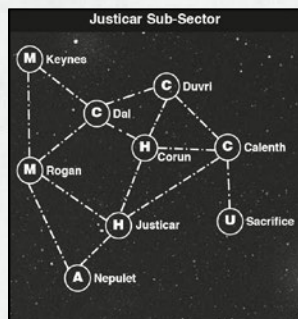 Justicar Sub-Sector
M Keynes
C Duvri
C Dal
H Corun
C Calenth
M Rogan
H Justicar
U Sacrifice
A Nepulet